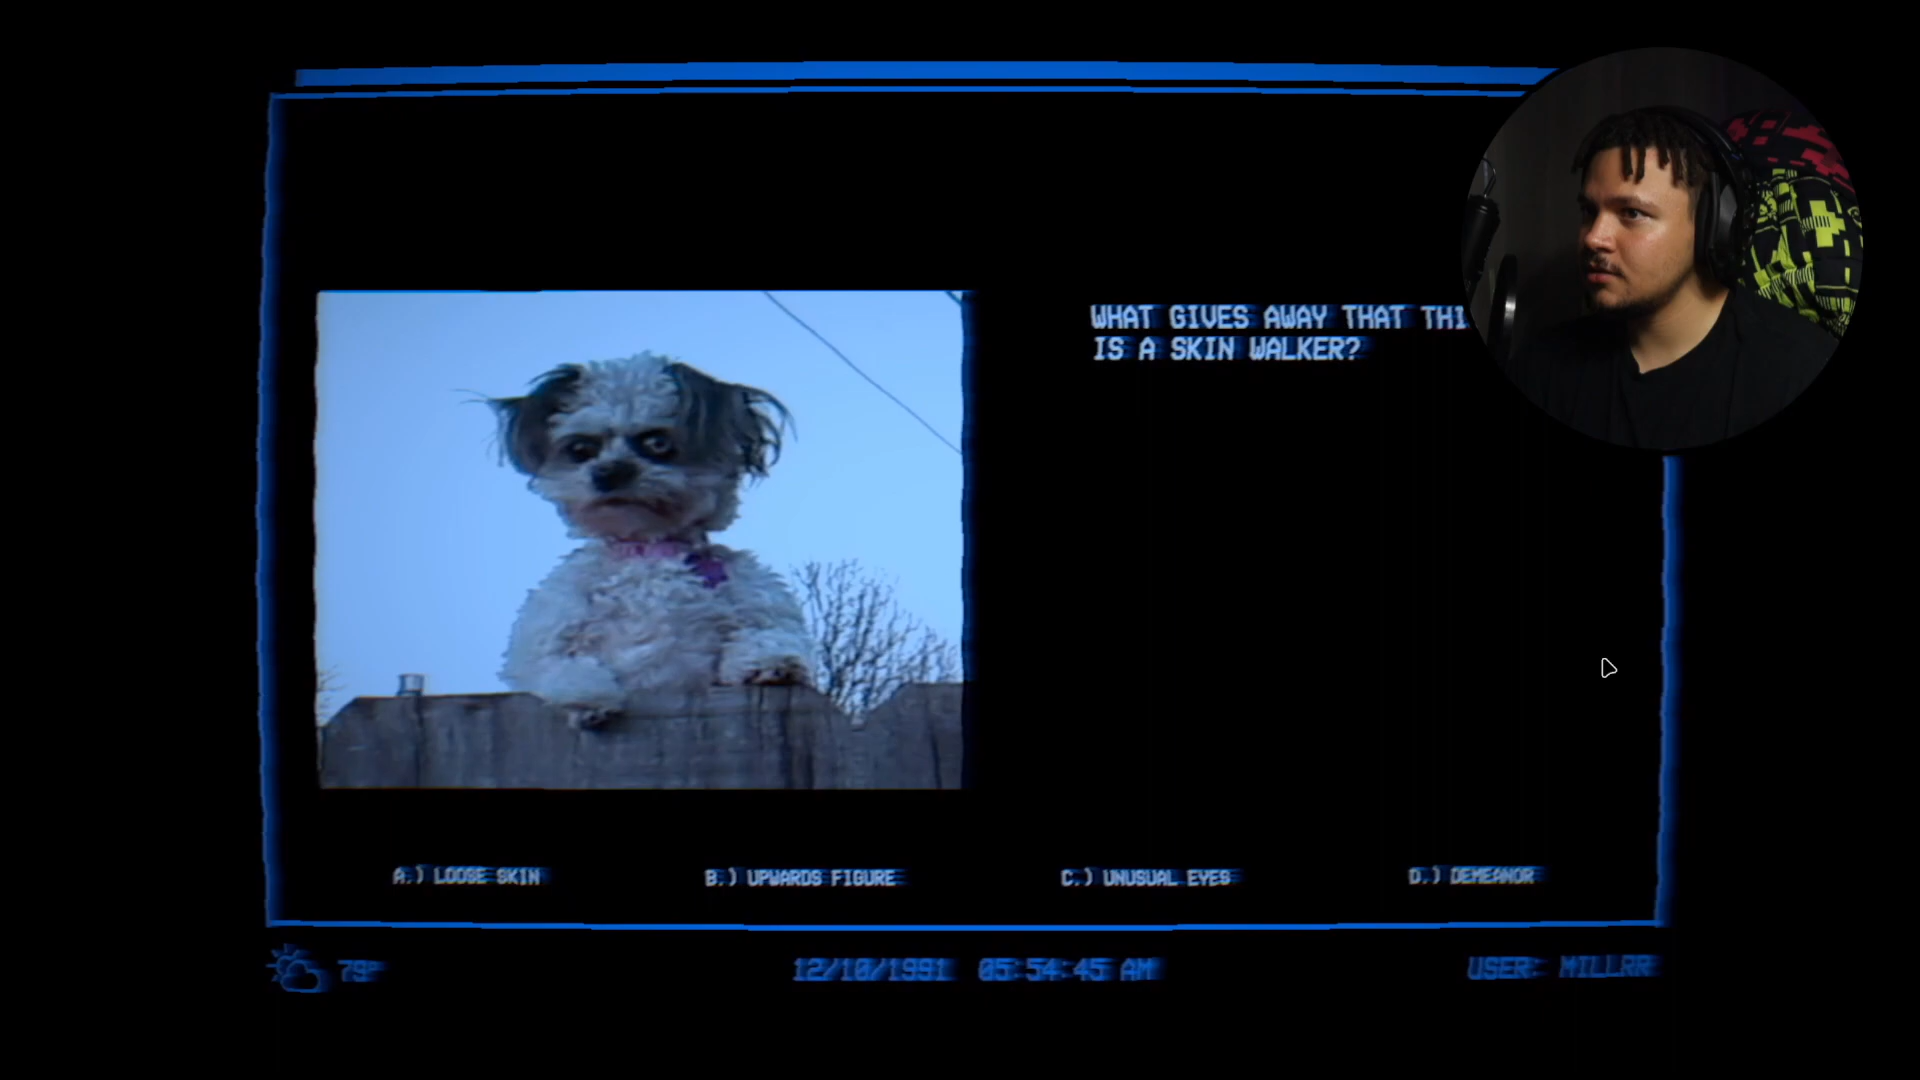 WHAT GIVES AWAY THAT THI
IS A SKIN WALKER?
A.) LOOSE SKIN
B.) UPWARDS FIGURE
C.) UNUSUAL EYES
D.) DEMEANOR
79°
12/10/1991 05:54:45 AM
USER: MILLRR